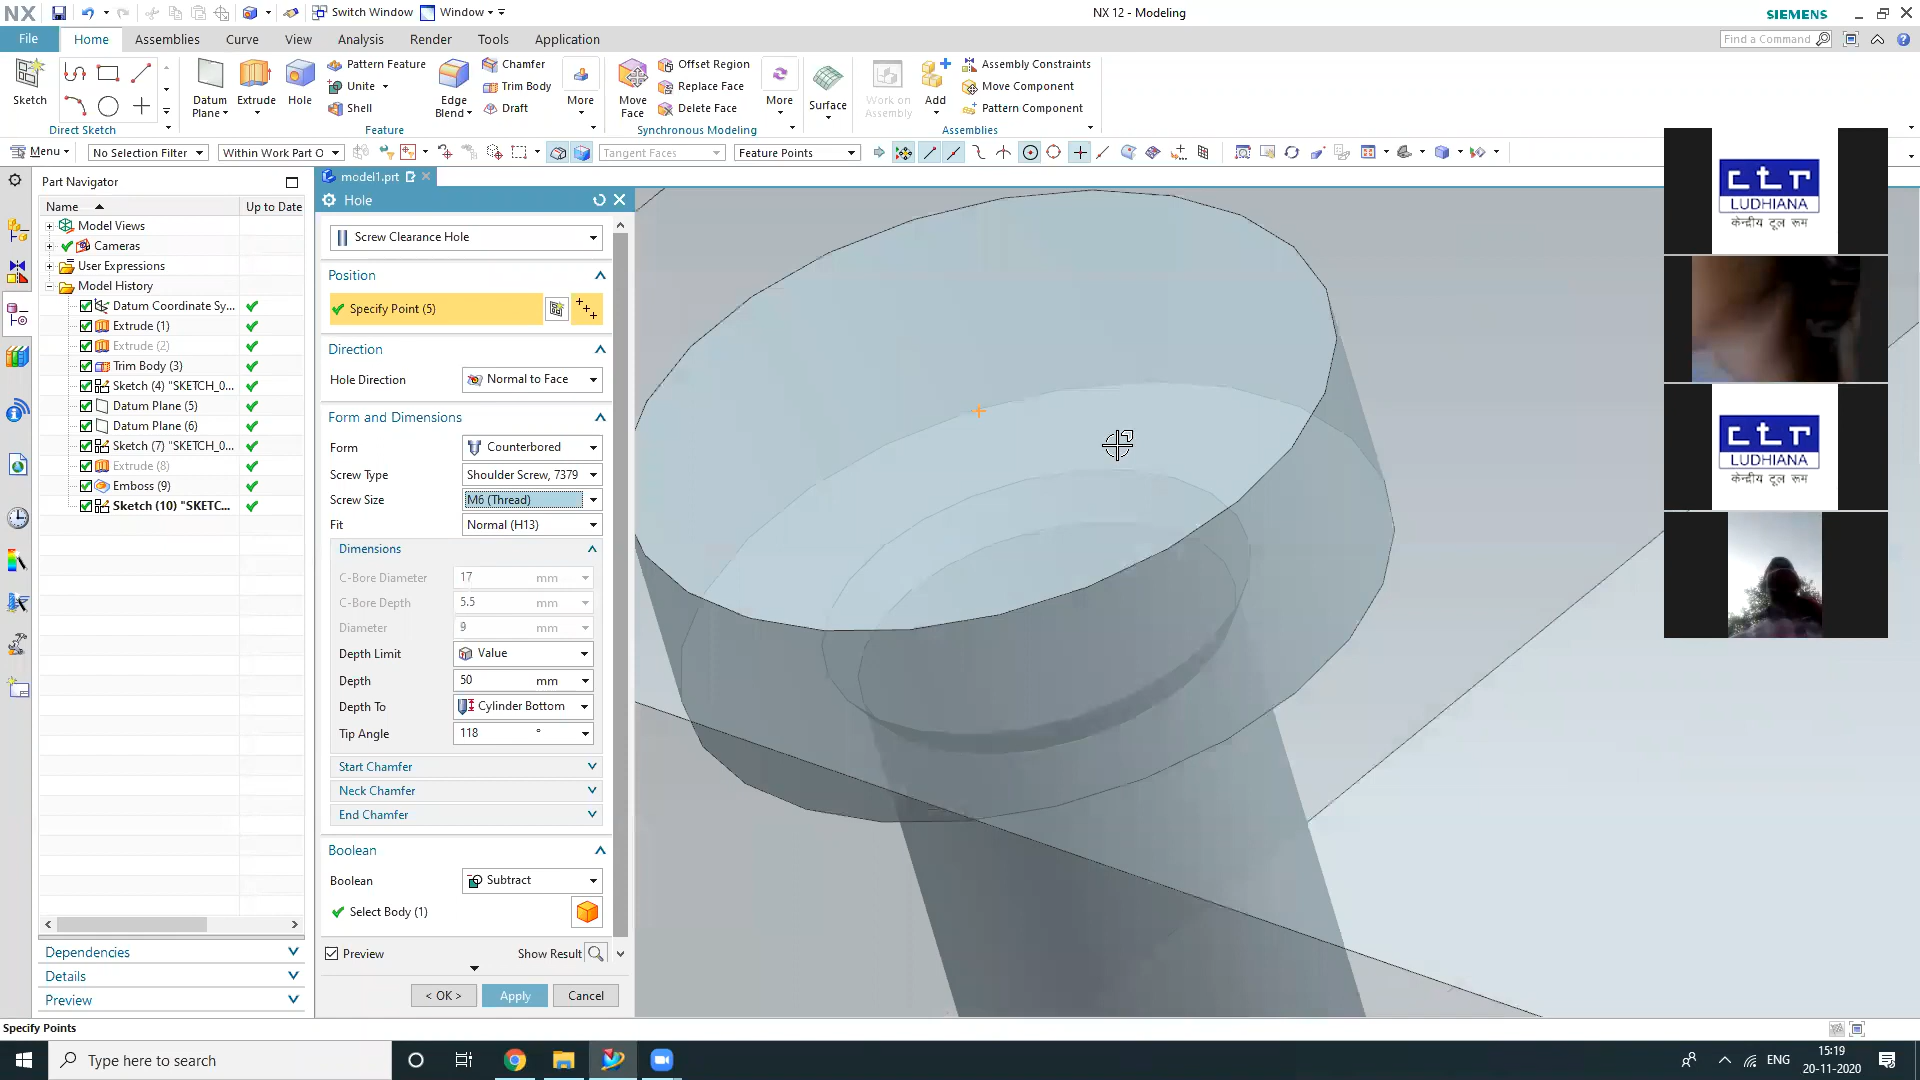 NX
Switch Window
Window
NX 12 - Modeling
SIEMENS
File
Home
Assemblies
Curve
View
Analysis
Render
Tools
Application
Find a Command
Sketch
Direct Sketch
Datum
Plane
Extrude
Hole
Pattern Feature
Unite
Shell
Edge
Blend
Chamfer
Trim Body
Draft
More
Feature
Move
Face
Offset Region
Replace Face
Delete Face
More
Synchronous Modeling
Surface
Work on
Assembly
Add
Assembly Constraints
Move Component
Pattern Component
Assemblies
Menu
No Selection Filter
Within Work Part O
Tangent Faces
Feature Points
Part Navigator
Name
Up to Date
Model Views
Cameras
User Expressions
Model History
Datum Coordinate Sy...
Extrude (1)
Extrude (2)
Trim Body (3)
Sketch (4) "SKETCH_0...
Datum Plane (5)
Datum Plane (6)
Sketch (7) "SKETCH_0...
Extrude (8)
Emboss (9)
Sketch (10) "SKETC...
Dependencies
Details
Preview
model1.prt
Hole
Screw Clearance Hole
Position
Specify Point (5)
Direction
Hole Direction
Normal to Face
Form and Dimensions
Form
Counterbored
Screw Type
Shoulder Screw, 7379
Screw Size
M6 (Thread)
Fit
Normal (H13)
Dimensions
C-Bore Diameter
17 mm
C-Bore Depth
5.5 mm
Diameter
9 mm
Depth Limit
Value
Depth
50 mm
Depth To
Cylinder Bottom
Tip Angle
118 °
Start Chamfer
Neck Chamfer
End Chamfer
Boolean
Boolean
Subtract
Select Body (1)
Preview
Show Result
< OK >
Apply
Cancel
ctr
LUDHIANA
केन्दीय टूल रूम
ctr
LUDHIANA
केन्दीय टूल रूम
Specify Points
Type here to search
ENG
15:19
20-11-2020